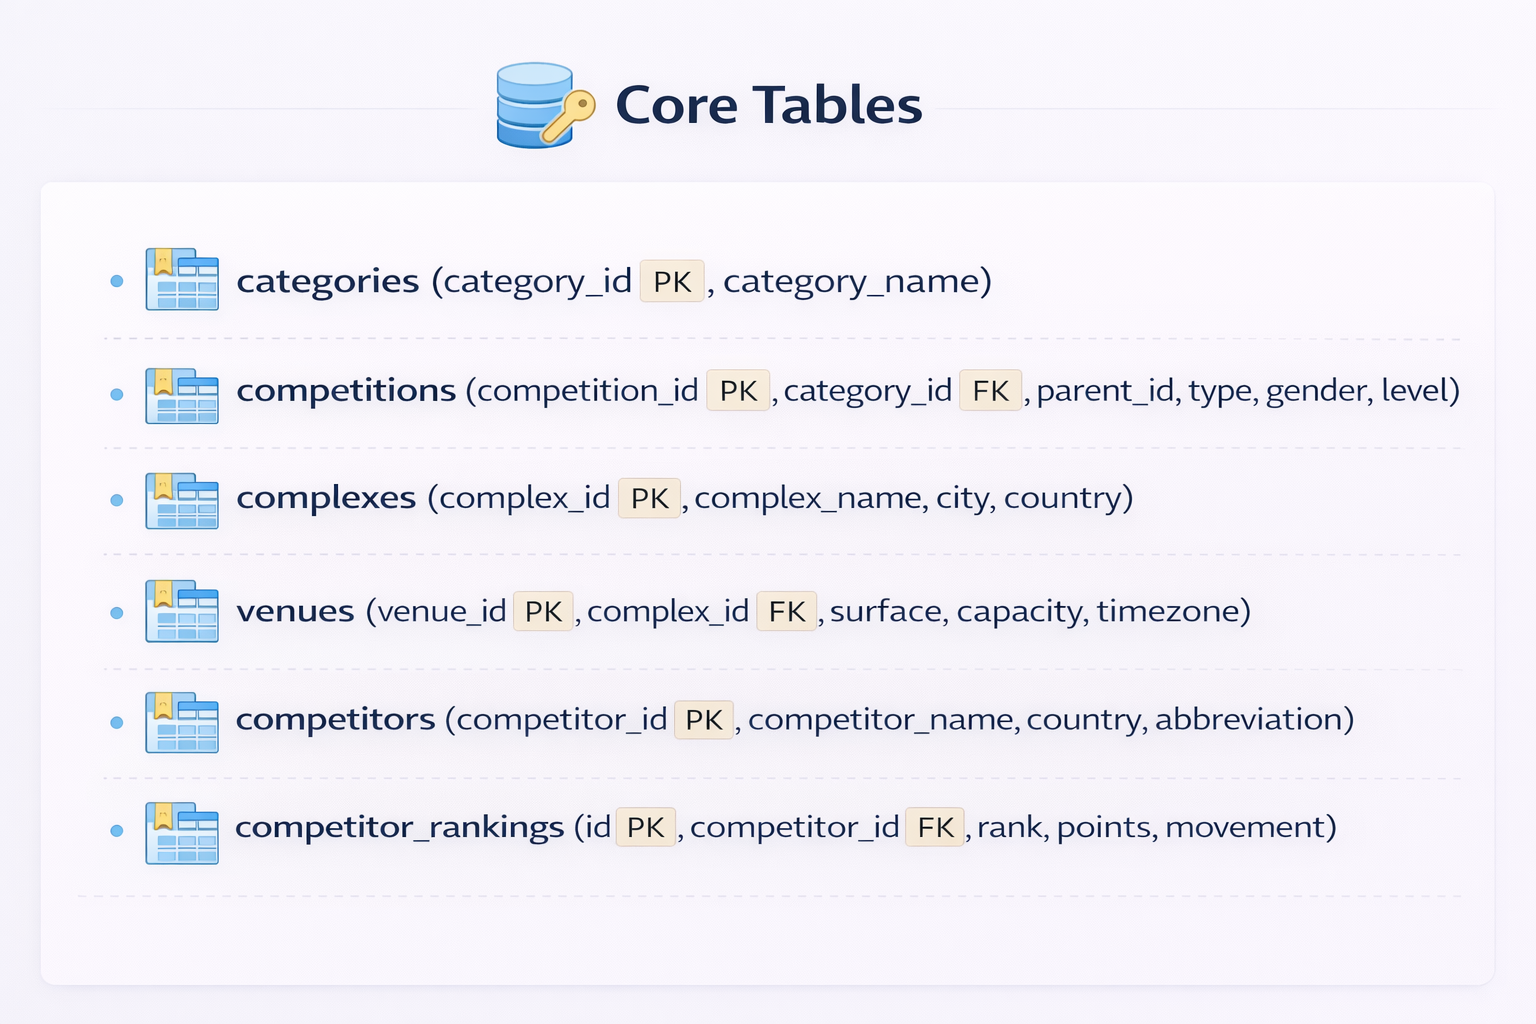 Core Tables
categories (category_id PK, category_name)
competitions (competition_id PK, category_id FK, parent_id, type, gender, level)
complexes (complex_id PK, complex_name, city, country)
venues (venue_id PK, complex_id FK, surface, capacity, timezone)
competitors (competitor_id PK, competitor_name, country, abbreviation)
competitor_rankings (id PK, competitor_id FK, rank, points, movement)